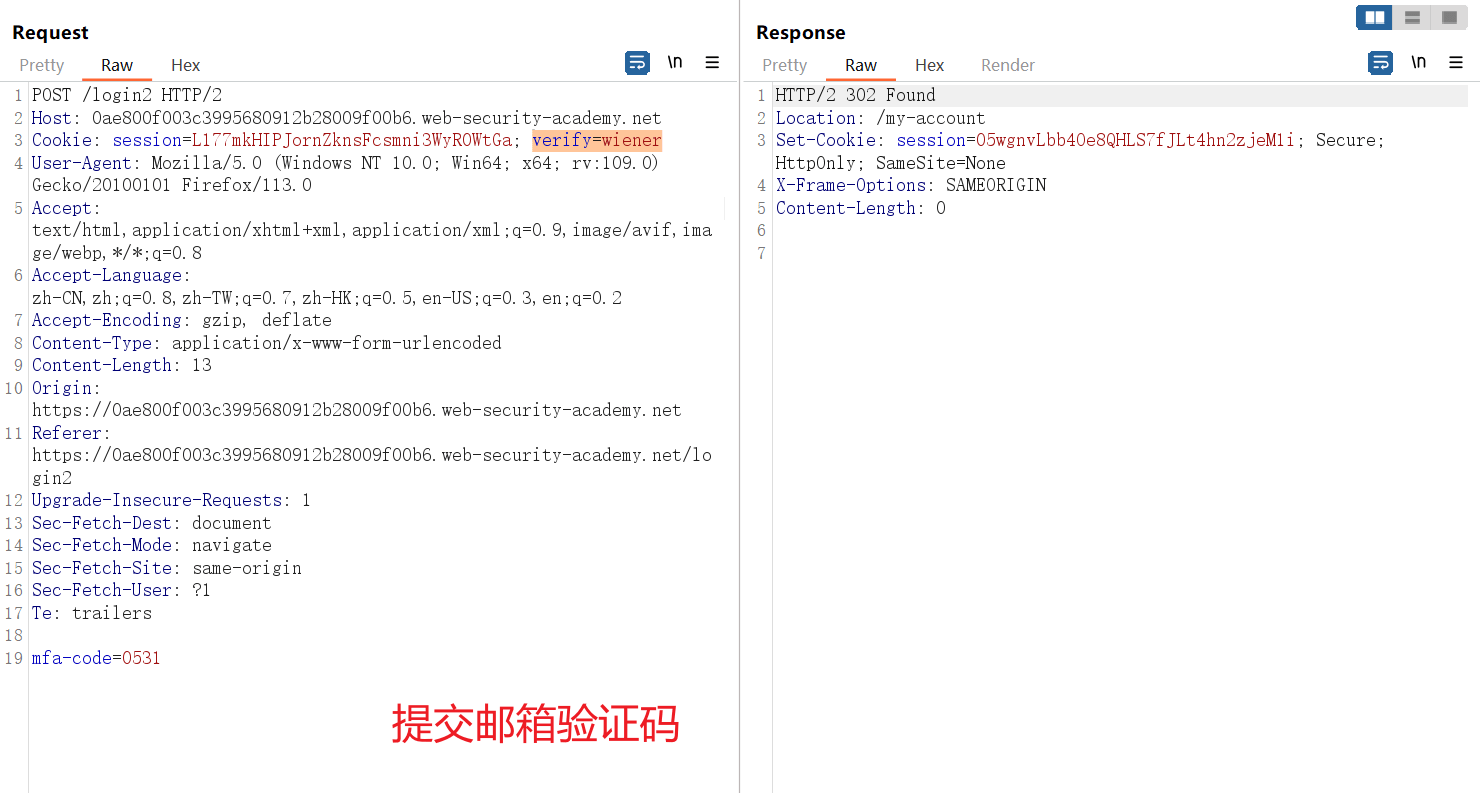 Request
Pretty Raw Hex
\n
1 POST /login2 HTTP/2
2 Host: 0ae800f003c3995680912b28009f00b6.web-security-academy.net
3 Cookie: session=L177mkHIPJornZknsFcsmni3WyROWtGa; verify=wiener
4 User-Agent: Mozilla/5.0 (Windows NT 10.0; Win64; x64; rv:109.0)
Gecko/20100101 Firefox/113.0
5 Accept:
text/html,application/xhtml+xml,application/xml;q=0.9,image/avif,ima
ge/webp,*/*;q=0.8
6 Accept-Language:
zh-CN,zh;q=0.8,zh-TW;q=0.7,zh-HK;q=0.5,en-US;q=0.3,en;q=0.2
7 Accept-Encoding: gzip, deflate
8 Content-Type: application/x-www-form-urlencoded
9 Content-Length: 13
10 Origin:
https://0ae800f003c3995680912b28009f00b6.web-security-academy.net
11 Referer:
https://0ae800f003c3995680912b28009f00b6.web-security-academy.net/lo
gin2
12 Upgrade-Insecure-Requests: 1
13 Sec-Fetch-Dest: document
14 Sec-Fetch-Mode: navigate
15 Sec-Fetch-Site: same-origin
16 Sec-Fetch-User: ?1
17 Te: trailers
18
19 mfa-code=0531
提交邮箱验证码
Response
Pretty Raw Hex Render
\n
1 HTTP/2 302 Found
2 Location: /my-account
3 Set-Cookie: session=05wgnvLbb40e8QHLS7fJLt4hn2zjeM1i; Secure;
HttpOnly; SameSite=None
4 X-Frame-Options: SAMEORIGIN
5 Content-Length: 0
6
7